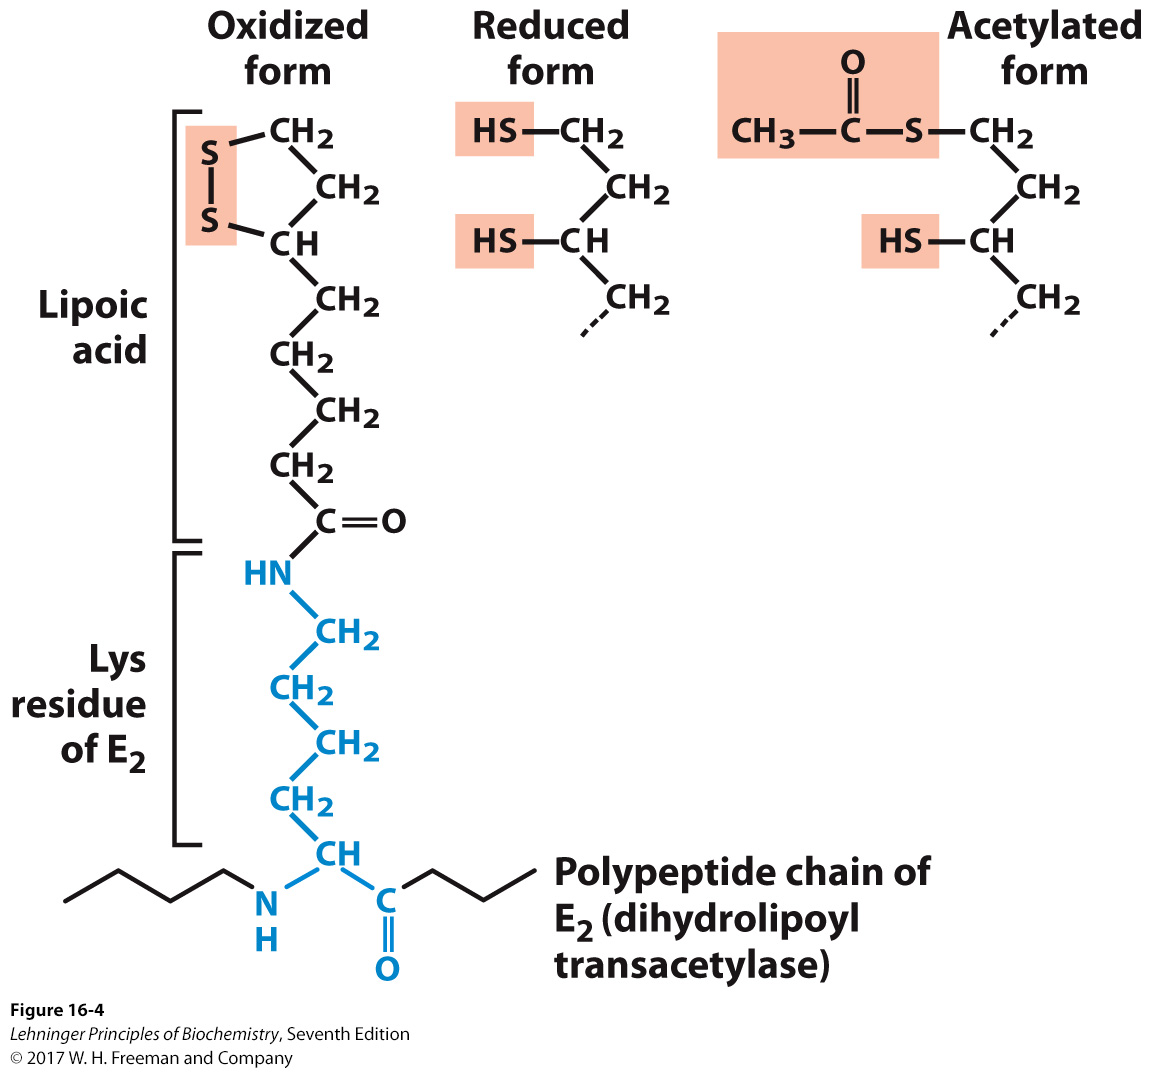 Oxidized
form
Reduced
form
Acetylated
form
O
CH3 C S CH2
S CH2
HS CH2
CH2
CH2
CH2
S CH
HS CH
HS CH
CH2
CH2
CH2
Lipoic
acid
CH2
CH2
CH2
C O
HN
CH2
CH2
CH2
CH2
CH
Lys
residue
of E2
N
H
C
O
Polypeptide chain of
E2 (dihydrolipoyl
transacetylase)
Figure 16-4
Lehninger Principles of Biochemistry, Seventh Edition
© 2017 W. H. Freeman and Company